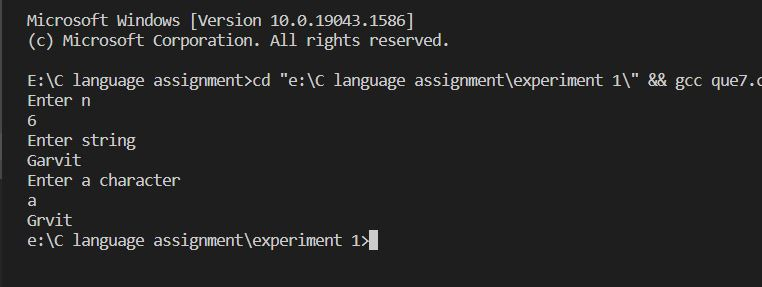 Microsoft Windows [Version 10.0.19043.1586]
(c) Microsoft Corporation. All rights reserved.
E:\C language assignment>cd "e:\C language assignment\experiment 1\" && gcc que7.c
Enter n
6
Enter string
Garvit
Enter a character
a
Grvit
e:\C language assignment\experiment 1>